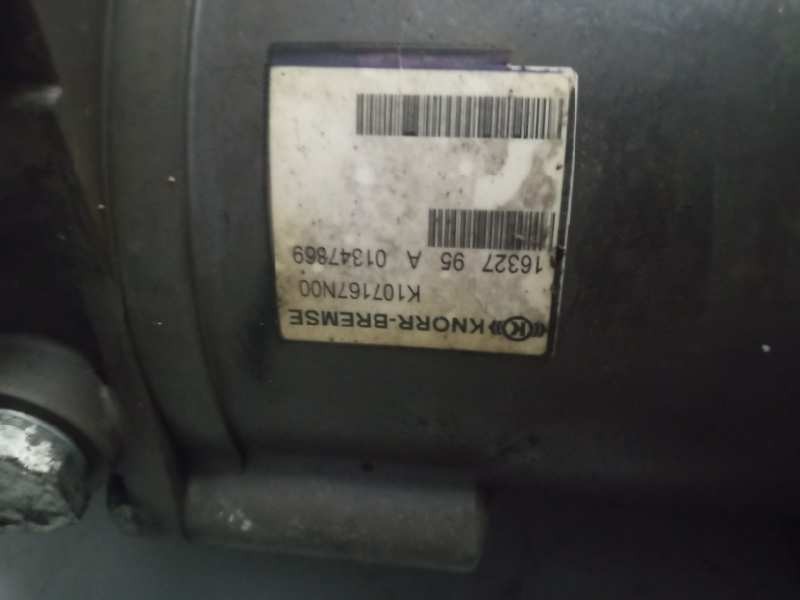 KNORR-BREMSE
K107167N00
16327 95 A 01347869